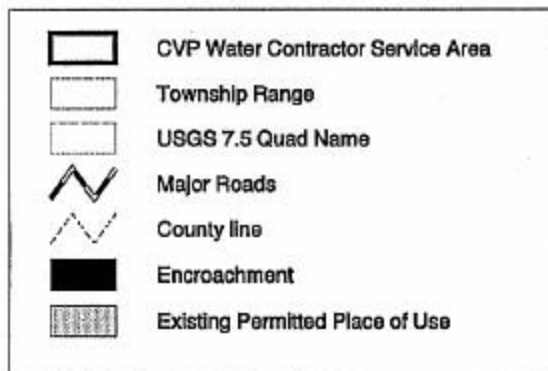 CVP Water Contractor Service Area
Township Range
USGS 7.5 Quad Name
Major Roads
County line
Encroachment
Existing Permitted Place of Use